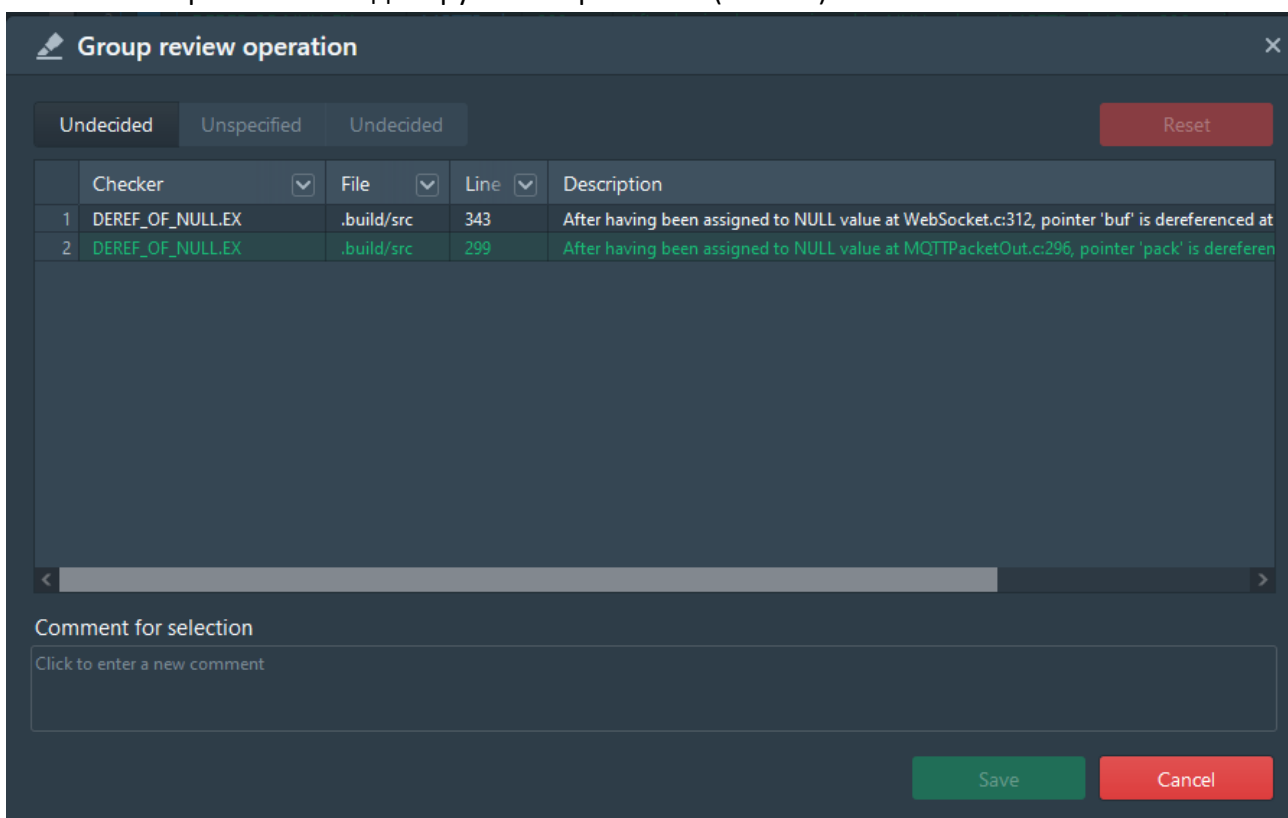 Group review operation
Undecided Unspecified Undecided Reset
Checker File Line Description
1 DEREF_OF_NULL.EX .build/src 343 After having been assigned to NULL value at WebSocket.c:312, pointer 'buf' is dereferenced at
2 DEREF_OF_NULL.EX .build/src 299 After having been assigned to NULL value at MQTTPacketOut.c:296, pointer 'pack' is dereferen
Comment for selection
Click to enter a new comment
Save Cancel